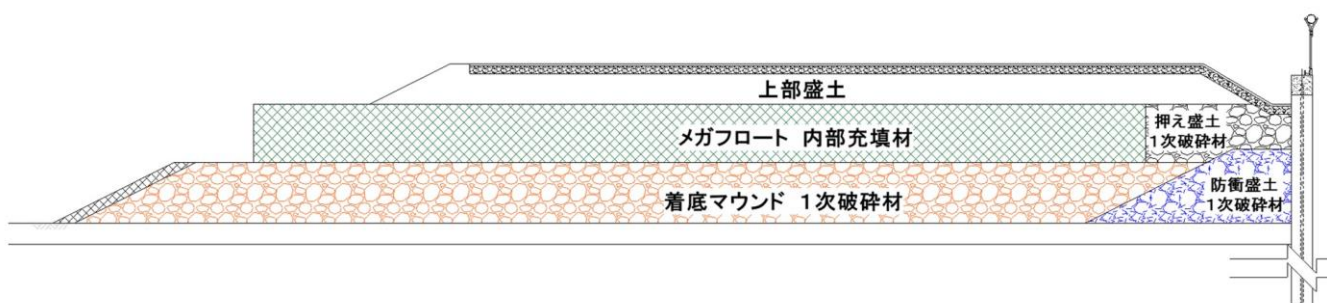 上部盛土
メガフロート 内部充填材
押え盛土
1次破砕材
着底マウンド 1次破砕材
防衝盛土
1次破砕材